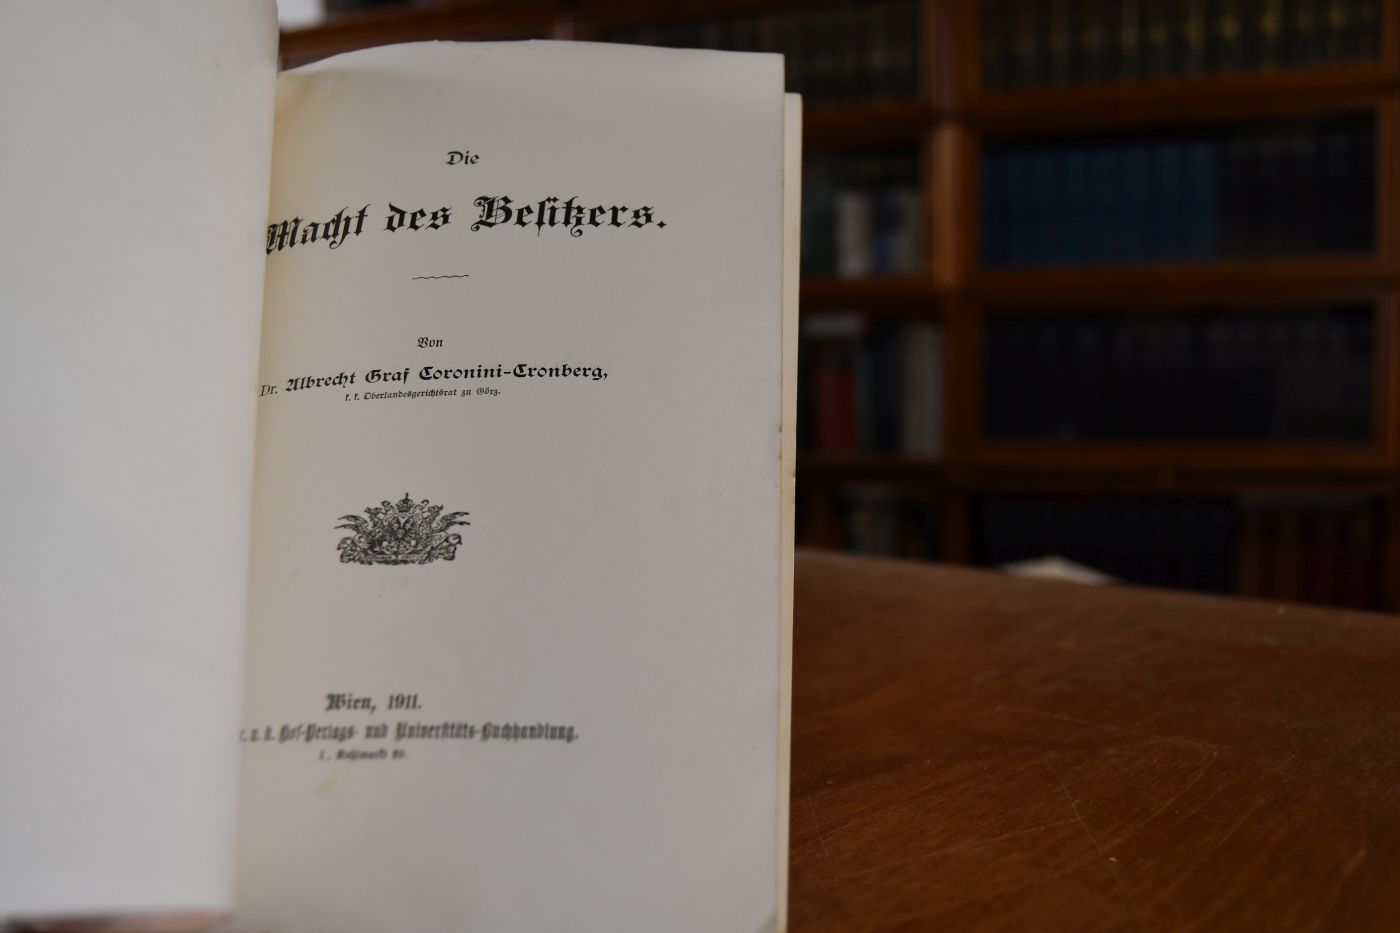 Die
Macht des Besitzers.
Von
Dr. Albrecht Graf Coronini-Cronberg,
k. k. Oberlandesgerichtsrat zu Görz.
Wien, 1911.
k. u. k. Hof-Verlags- und Universitäts-Buchhandlung.
I., Kohlmarkt